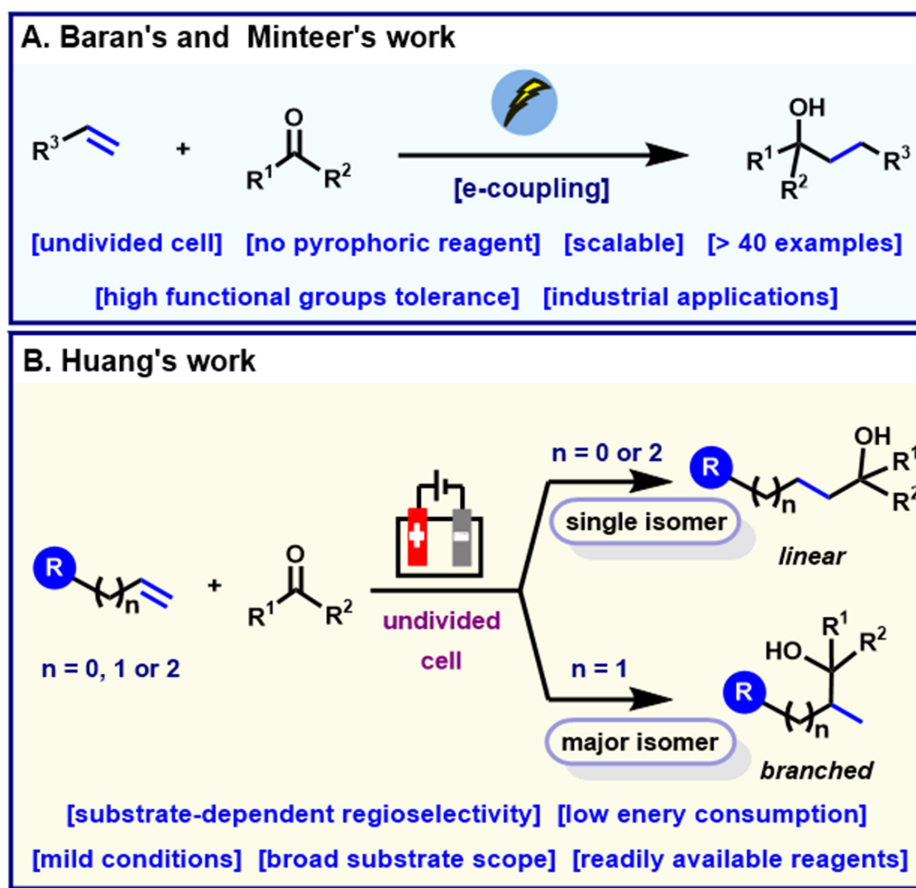 A. Baran's and Minteer's work
R³ + O R¹ R² [e-coupling] OH R¹ R² R³
[undivided cell] [no pyrophoric reagent] [scalable] [> 40 examples]
[high functional groups tolerance] [industrial applications]
B. Huang's work
R n + O R¹ R²
n = 0, 1 or 2
+ −
undivided
cell
n = 0 or 2
single isomer
R n OH R¹ R²
linear
n = 1
major isomer
R n HO R¹ R²
branched
[substrate-dependent regioselectivity] [low enery consumption]
[mild conditions] [broad substrate scope] [readily available reagents]